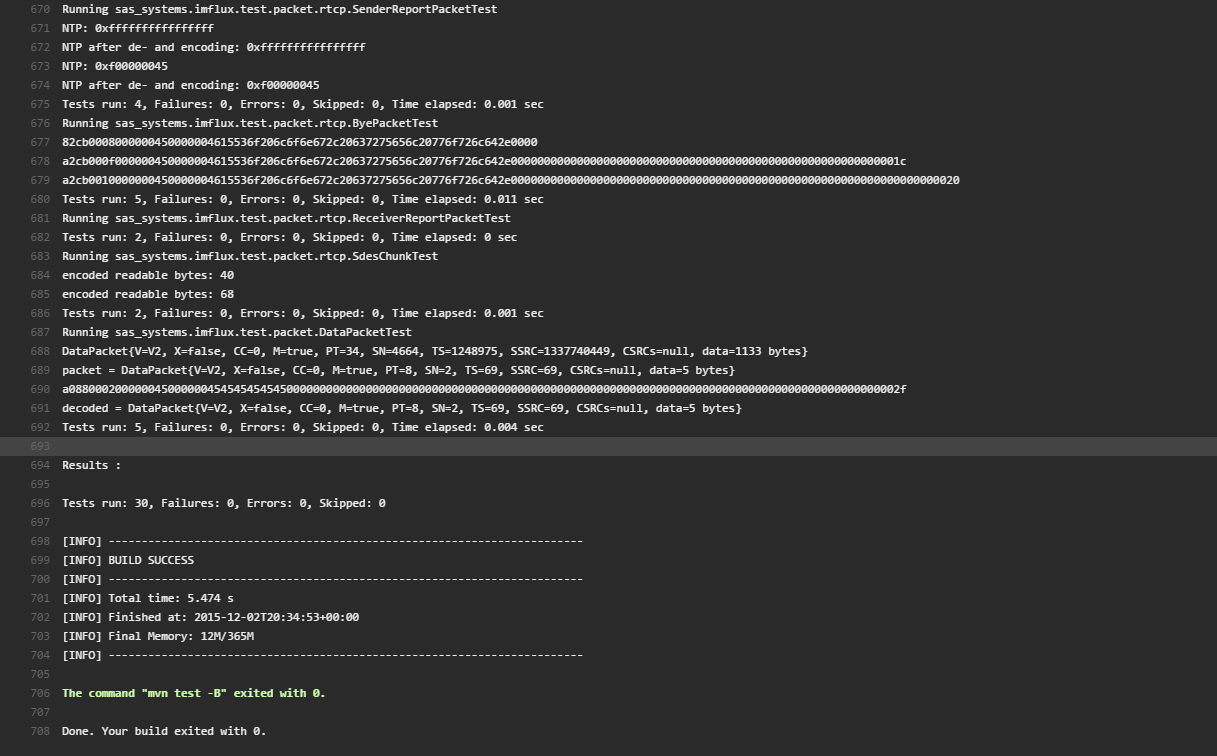 670 Running sas_systems.imflux.test.packet.rtcp.SenderReportPacketTest
671 NTP: 0xffffffffffffffff
672 NTP after de- and encoding: 0xffffffffffffffff
673 NTP: 0xf00000045
674 NTP after de- and encoding: 0xf00000045
675 Tests run: 4, Failures: 0, Errors: 0, Skipped: 0, Time elapsed: 0.001 sec
676 Running sas_systems.imflux.test.packet.rtcp.ByePacketTest
677 82cb0008000000450000004615536f206c6f6e672c20637275656c20776f726c642e0000
678 a2cb000f000000450000004615536f206c6f6e672c20637275656c20776f726c642e00000000000000000000000000000000000000000000000000000000001c
679 a2cb0010000000450000004615536f206c6f6e672c20637275656c20776f726c642e00000000000000000000000000000000000000000000000000000000000000000020
680 Tests run: 5, Failures: 0, Errors: 0, Skipped: 0, Time elapsed: 0.011 sec
681 Running sas_systems.imflux.test.packet.rtcp.ReceiverReportPacketTest
682 Tests run: 2, Failures: 0, Errors: 0, Skipped: 0, Time elapsed: 0 sec
683 Running sas_systems.imflux.test.packet.rtcp.SdesChunkTest
684 encoded readable bytes: 40
685 encoded readable bytes: 68
686 Tests run: 2, Failures: 0, Errors: 0, Skipped: 0, Time elapsed: 0.001 sec
687 Running sas_systems.imflux.test.packet.DataPacketTest
688 DataPacket{V=V2, X=false, CC=0, M=true, PT=34, SN=4664, TS=1248975, SSRC=1337740449, CSRCs=null, data=1133 bytes}
689 packet = DataPacket{V=V2, X=false, CC=0, M=true, PT=8, SN=2, TS=69, SSRC=69, CSRCs=null, data=5 bytes}
690 a088000200000045000000454545454545000000000000000000000000000000000000000000000000000000000000000000000000000000000000000000002f
691 decoded = DataPacket{V=V2, X=false, CC=0, M=true, PT=8, SN=2, TS=69, SSRC=69, CSRCs=null, data=5 bytes}
692 Tests run: 5, Failures: 0, Errors: 0, Skipped: 0, Time elapsed: 0.004 sec
693
694 Results :
695
696 Tests run: 30, Failures: 0, Errors: 0, Skipped: 0
697
698 [INFO] ------------------------------------------------------------------------
699 [INFO] BUILD SUCCESS
700 [INFO] ------------------------------------------------------------------------
701 [INFO] Total time: 5.474 s
702 [INFO] Finished at: 2015-12-02T20:34:53+00:00
703 [INFO] Final Memory: 12M/365M
704 [INFO] ------------------------------------------------------------------------
705
706 The command "mvn test -B" exited with 0.
707
708 Done. Your build exited with 0.